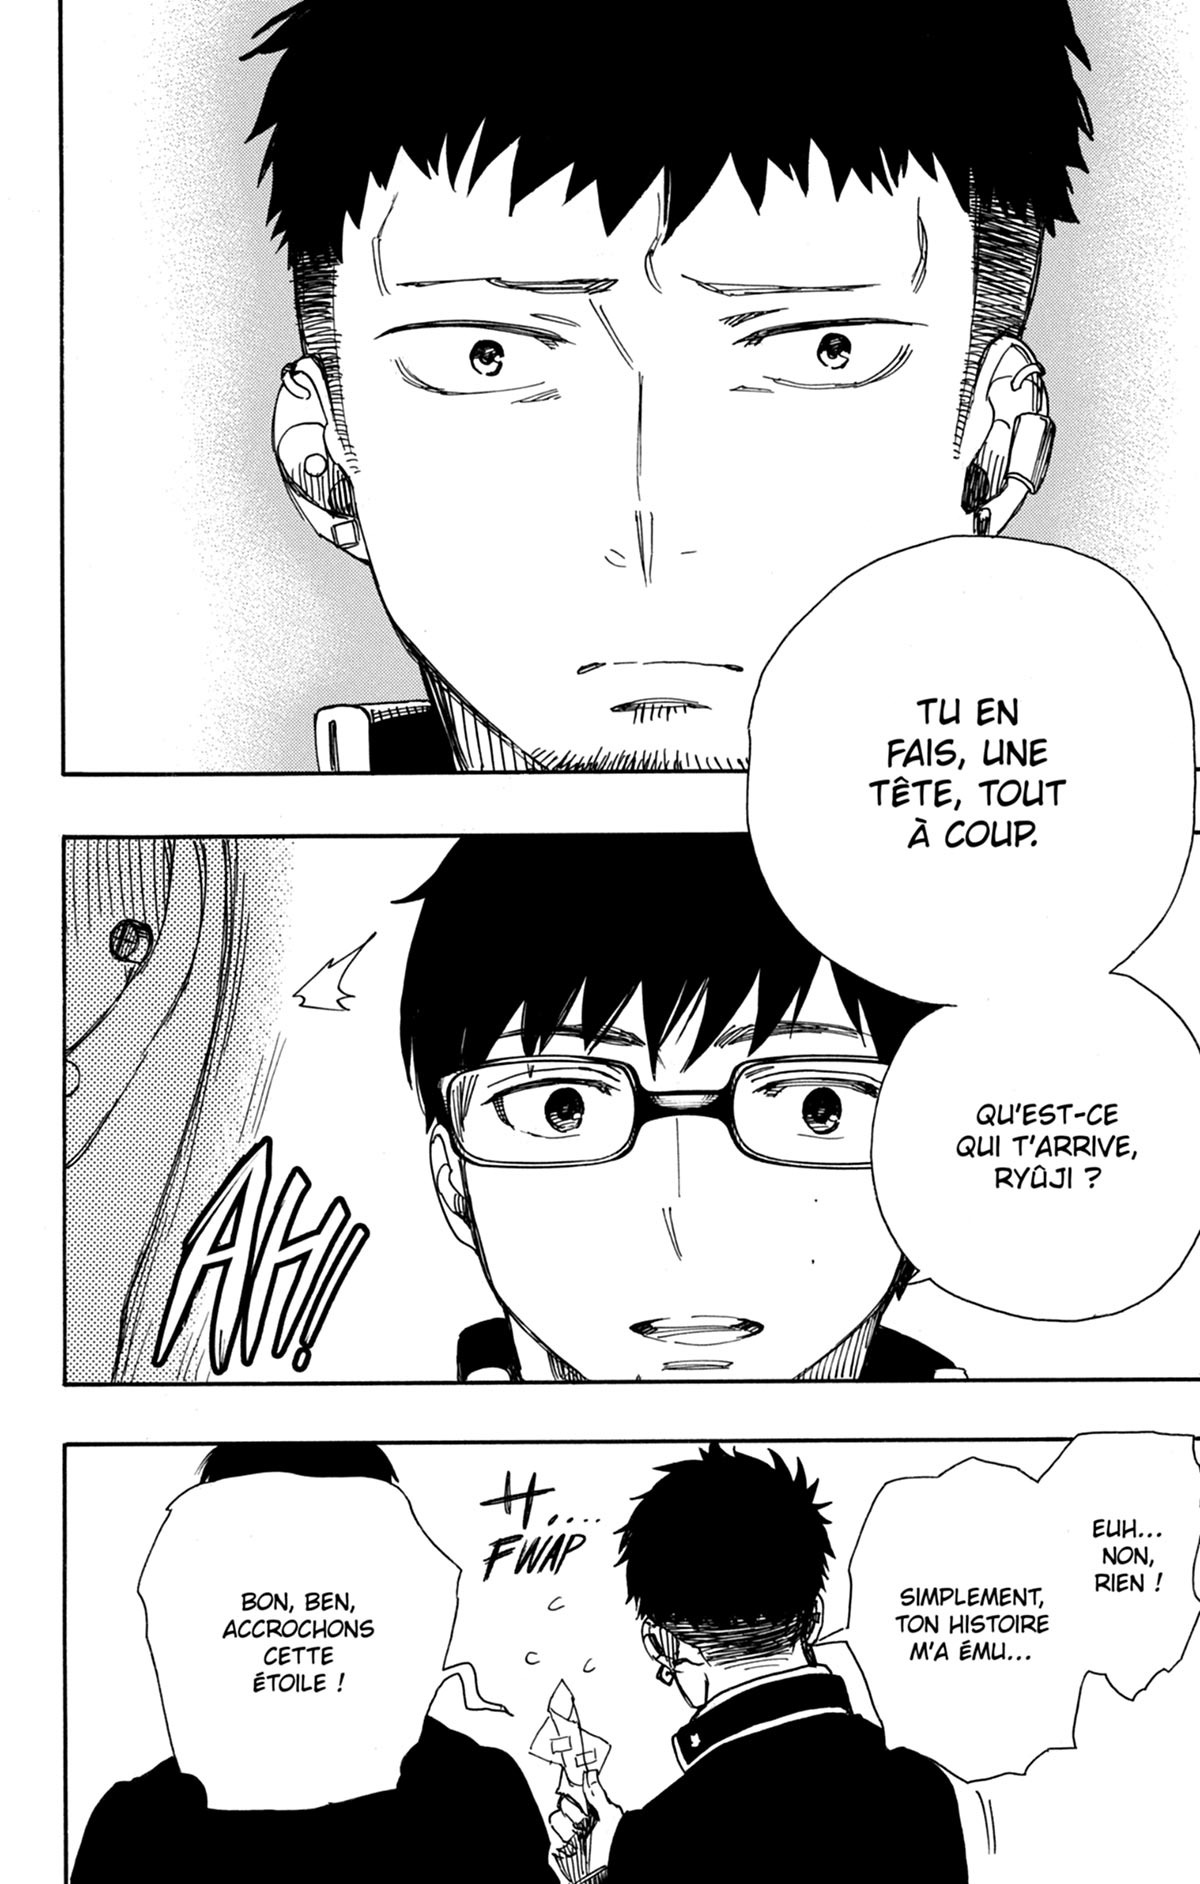 TU EN
FAIS, UNE
TÊTE, TOUT
À COUP.
QU'EST-CE
QUI T'ARRIVE,
RYÛJI ?
AH!!
EUH...
NON,
RIEN !
SIMPLEMENT,
TON HISTOIRE
M'A ÉMU...
FWAP
BON, BEN,
ACCROCHONS
CETTE
ÉTOILE !